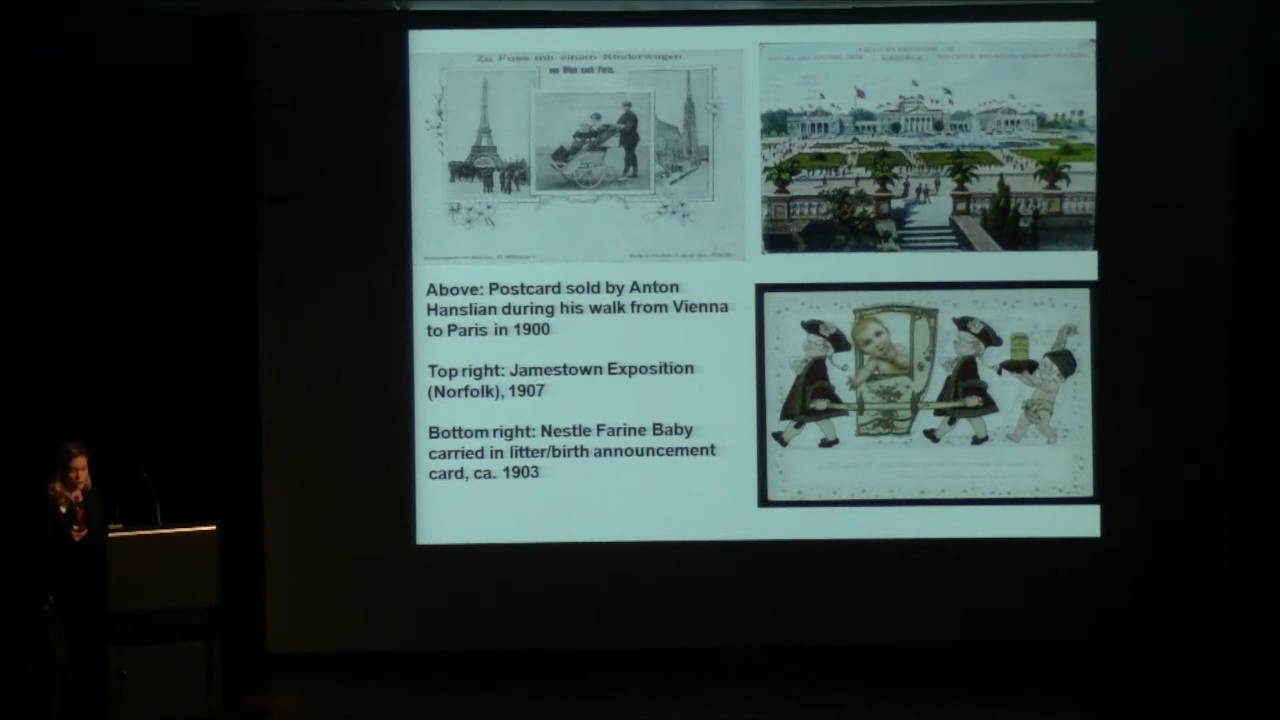 Zu Fuss mit einem Kinderwagen
von Wien nach Paris.
Above: Postcard sold by Anton
Hanslian during his walk from Vienna
to Paris in 1900
Top right: Jamestown Exposition
(Norfolk), 1907
Bottom right: Nestle Farine Baby
carried in litter/birth announcement
card, ca. 1903